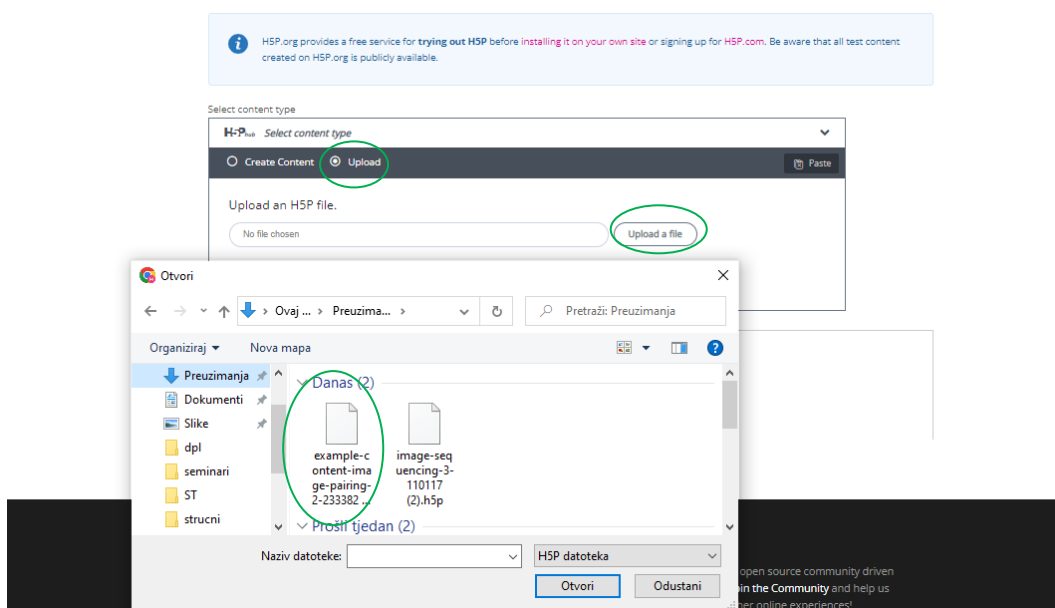 H5P.org provides a free service for trying out H5P before installing it on your own site or signing up for H5P.com. Be aware that all test content
created on H5P.org is publicly available.
Select content type
H5P hub Select content type
Create Content Upload Paste
Upload an H5P file.
No file chosen Upload a file
Otvori
Ovaj ... Preuzima... Pretraži: Preuzimanja
Organiziraj Nova mapa
Preuzimanja
Dokumenti
Slike
dpl
seminari
ST
strucni
Danas (2)
example-c
ontent-ima
ge-pairing-
2-233382 ...
image-seq
uencing-3-
110117
(2).h5p
Prošli tjedan (2)
Naziv datoteke: H5P datoteka
Otvori Odustani
open source community driven
in the Community and help us
her online experiences!